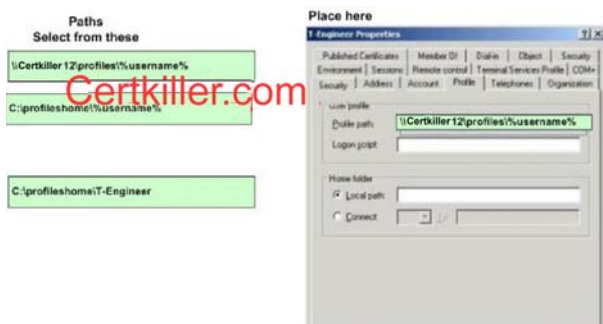 Paths
Select from these
\\Certkiller12\profiles\%username%
C:\profileshome\%username%
C:\profileshome\T-Engineer
Certkiller.com
Place here
T-Engineer Properties
Published Certificates Member Of Dial-in Object Security
Environment Sessions Remote control Terminal Services Profile COM+
Security Address Account Profile Telephones Organization
User profile
Profile path: \\Certkiller12\profiles\%username%
Logon script:
Home folder
Local path:
Connect:
To: